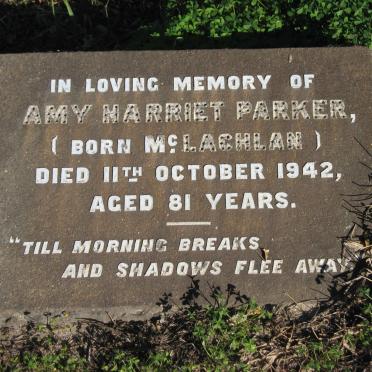 IN LOVING MEMORY OF
AMY HARRIET PARKER,
( BORN McLACHLAN )
DIED 11TH OCTOBER 1942,
AGED 81 YEARS.
"TILL MORNING BREAKS
AND SHADOWS FLEE AWAY